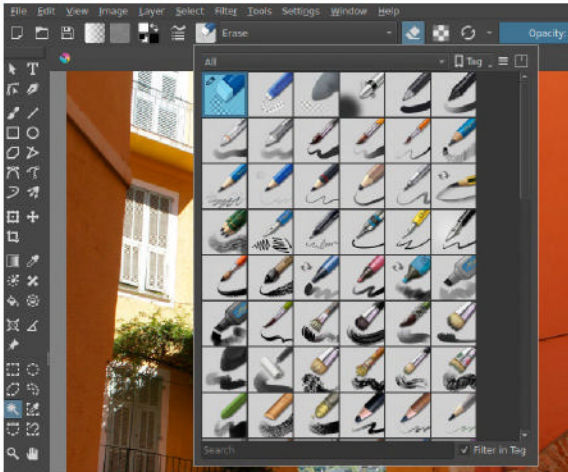 File Edit View Image Layer Select Filter Tools Settings Window Help
Erase
Opacity:
All
Tag
T
Search
Filter in Tag